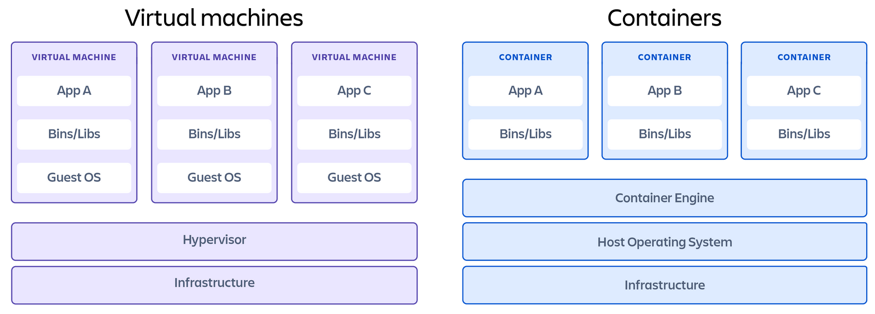 Virtual machines
VIRTUAL MACHINE
App A
Bins/Libs
Guest OS
VIRTUAL MACHINE
App B
Bins/Libs
Guest OS
VIRTUAL MACHINE
App C
Bins/Libs
Guest OS
Hypervisor
Infrastructure
Containers
CONTAINER
App A
Bins/Libs
CONTAINER
App B
Bins/Libs
CONTAINER
App C
Bins/Libs
Container Engine
Host Operating System
Infrastructure